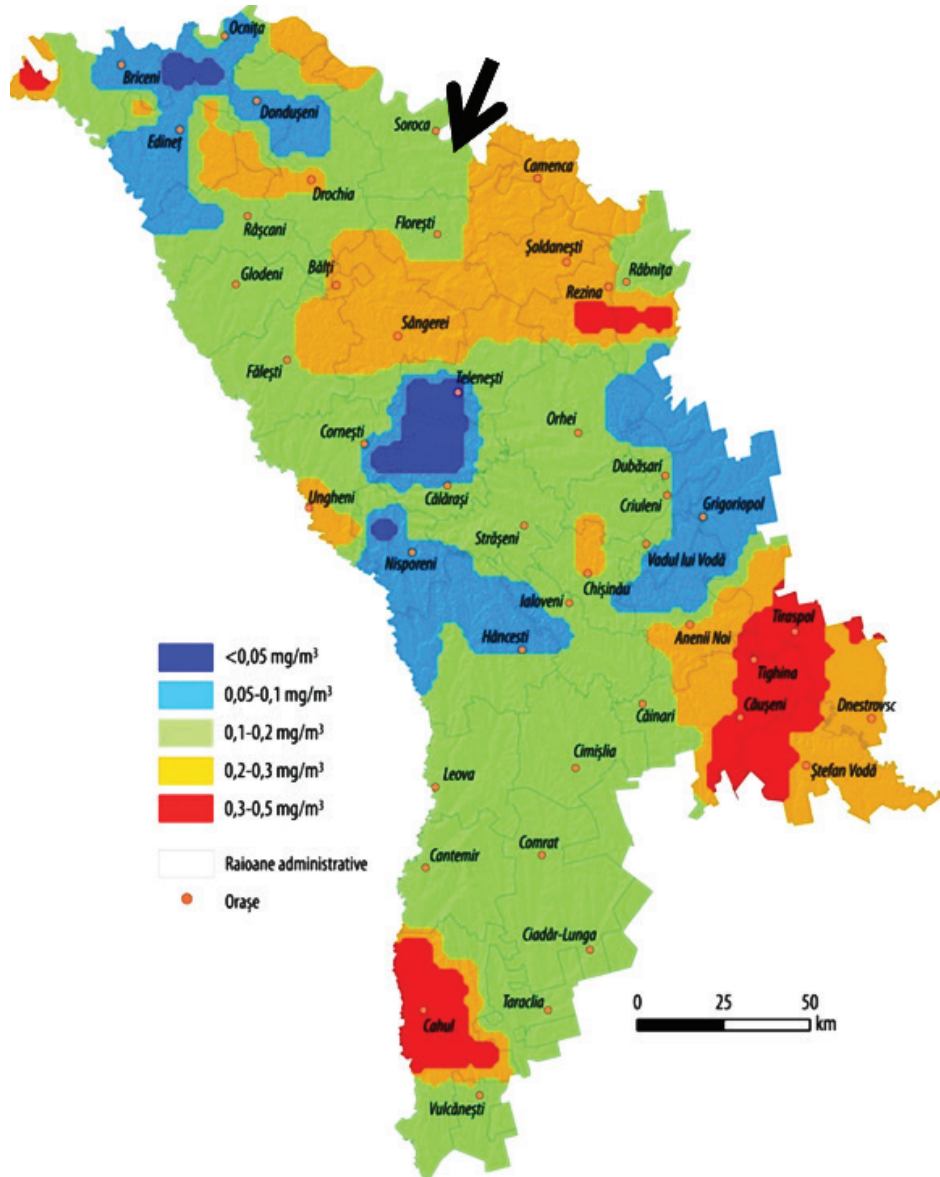 Ocnița
Briceni
Dondușeni
Soroca
Edineț
Camenca
Drochia
Râșcani
Florești
Șoldanești
Râbnița
Glodeni
Bălți
Rezina
Sângerei
Fălești
Telenești
Cornești
Orhei
Dubăsari
Călărași
Criuleni
Ungheni
Grigoriopol
Strășeni
Nisporeni
Vadul lui Vodă
Chișinău
Ialoveni
Hâncesti
Anenii Noi
Tiraspol
Tighina
Căușeni
Dnestrovsc
Căinari
Cimișlia
Ștefan Vodă
Leova
Comrat
Cantemir
Ciadâr-Lunga
Taraclia
Cahul
Vulcănești
<0,05 mg/m³
0,05-0,1 mg/m³
0,1-0,2 mg/m³
0,2-0,3 mg/m³
0,3-0,5 mg/m³
Raioane administrative
Orașe
0 25 50
km